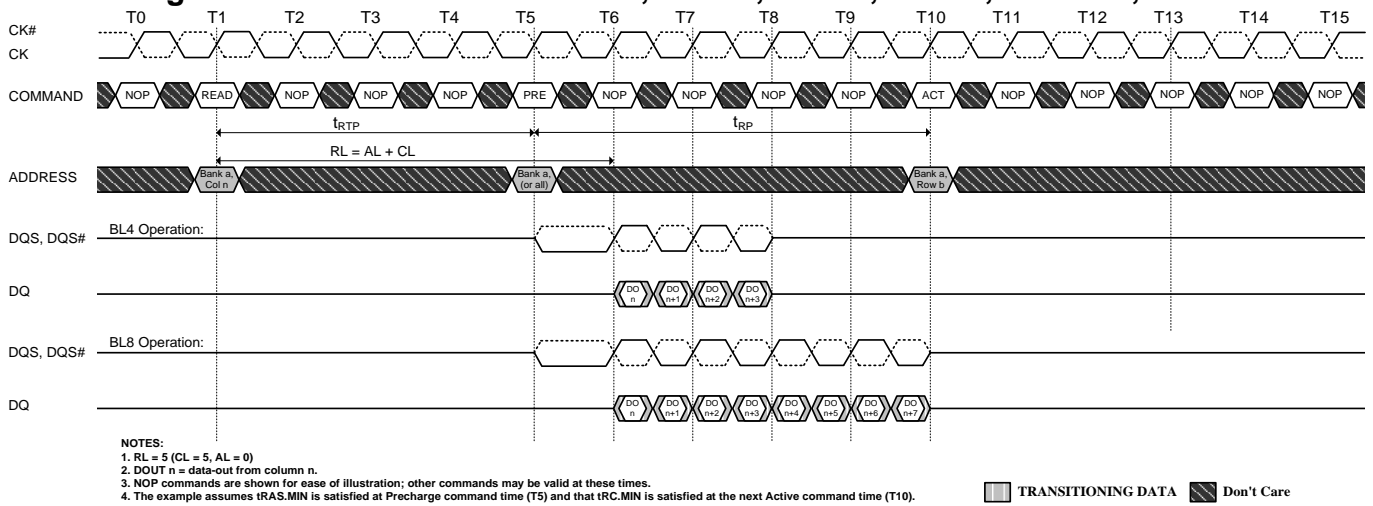 T0 T1 T2 T3 T4 T5 T6 T7 T8 T9 T10 T11 T12 T13 T14 T15
CK#
CK
COMMAND NOP READ NOP NOP NOP PRE NOP NOP NOP NOP ACT NOP NOP NOP NOP NOP
tRTP tRP
RL = AL + CL
ADDRESS Bank a, Col n Bank a, (or all) Bank a, Row b
BL4 Operation:
DQS, DQS#
DQ DO n DO n+1 DO n+2 DO n+3
BL8 Operation:
DQS, DQS#
DQ DO n DO n+1 DO n+2 DO n+3 DO n+4 DO n+5 DO n+6 DO n+7
NOTES:
1. RL = 5 (CL = 5, AL = 0)
2. DOUT n = data-out from column n.
3. NOP commands are shown for ease of illustration; other commands may be valid at these times.
4. The example assumes tRAS.MIN is satisfied at Precharge command time (T5) and that tRC.MIN is satisfied at the next Active command time (T10).
TRANSITIONING DATA Don't Care